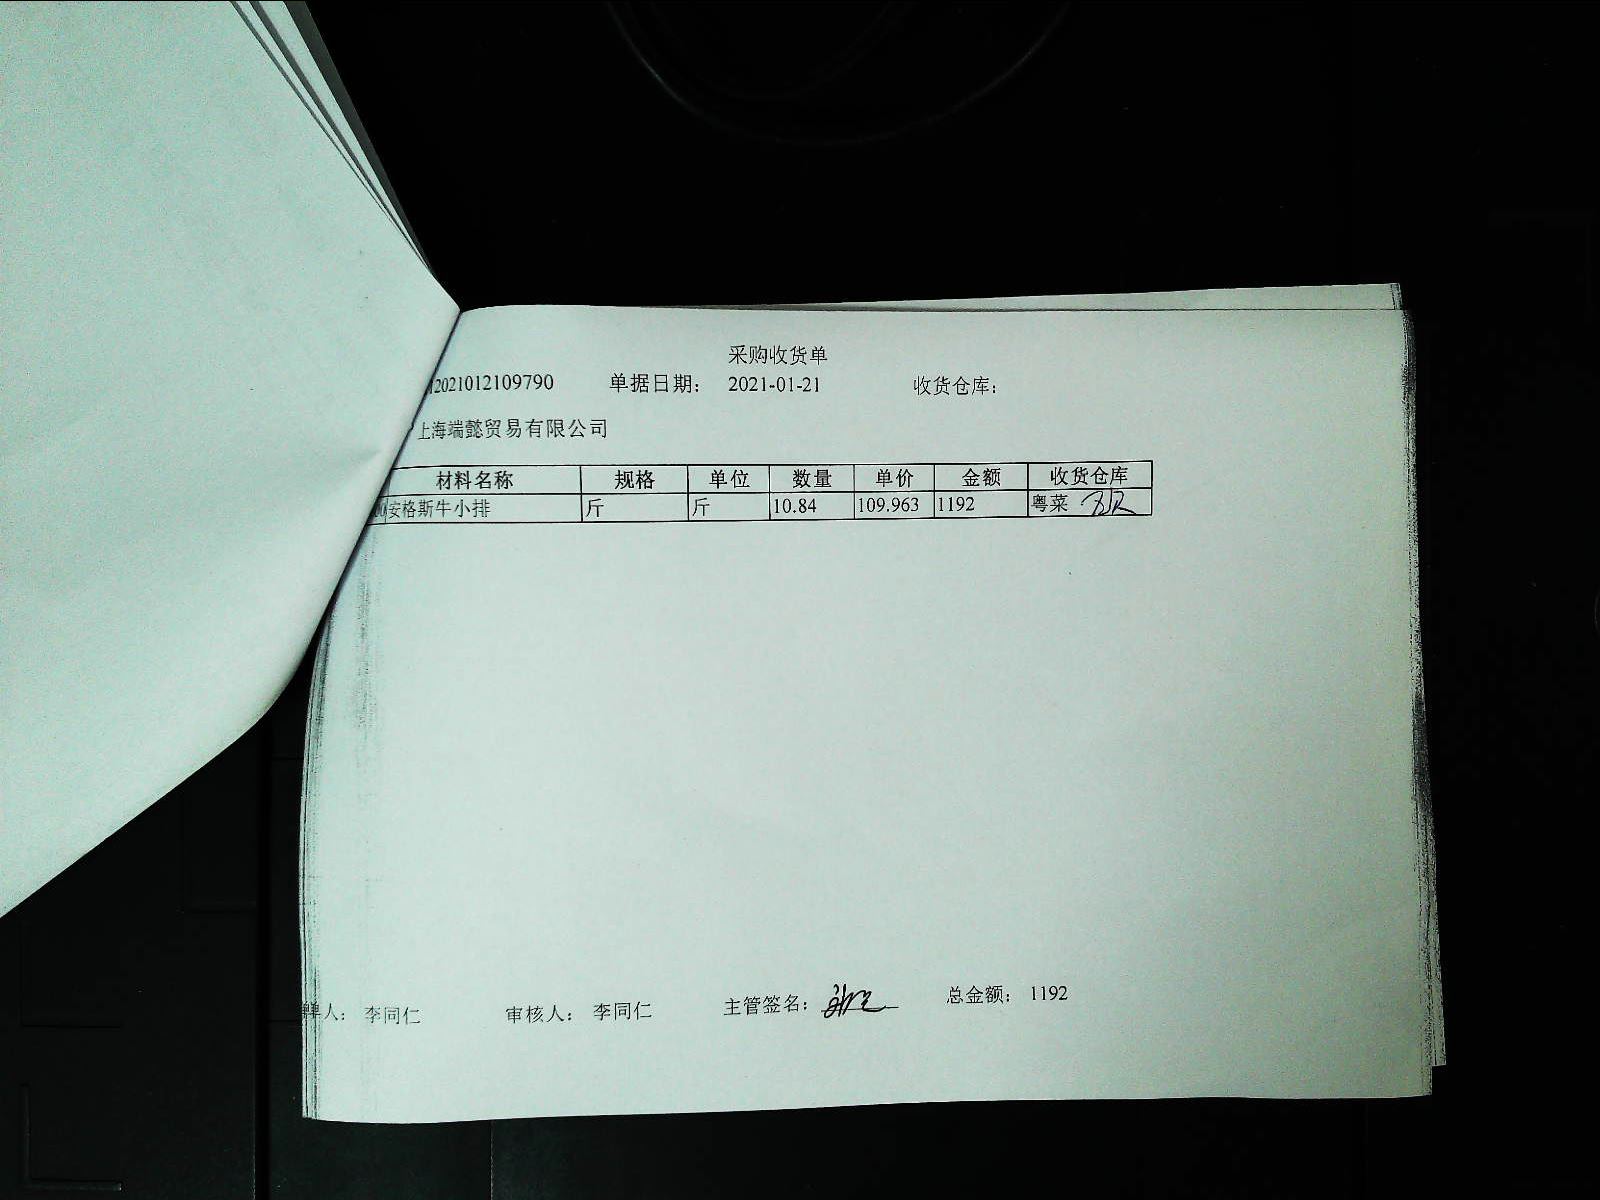 采购收货单
2021012109790 单据日期： 2021-01-21 收货仓库：
上海端懿贸易有限公司
材料名称 规格 单位 数量 单价 金额 收货仓库
安格斯牛小排 斤 斤 10.84 109.963 1192 粤菜
单人： 李同仁 审核人： 李同仁 主管签名： 总金额： 1192